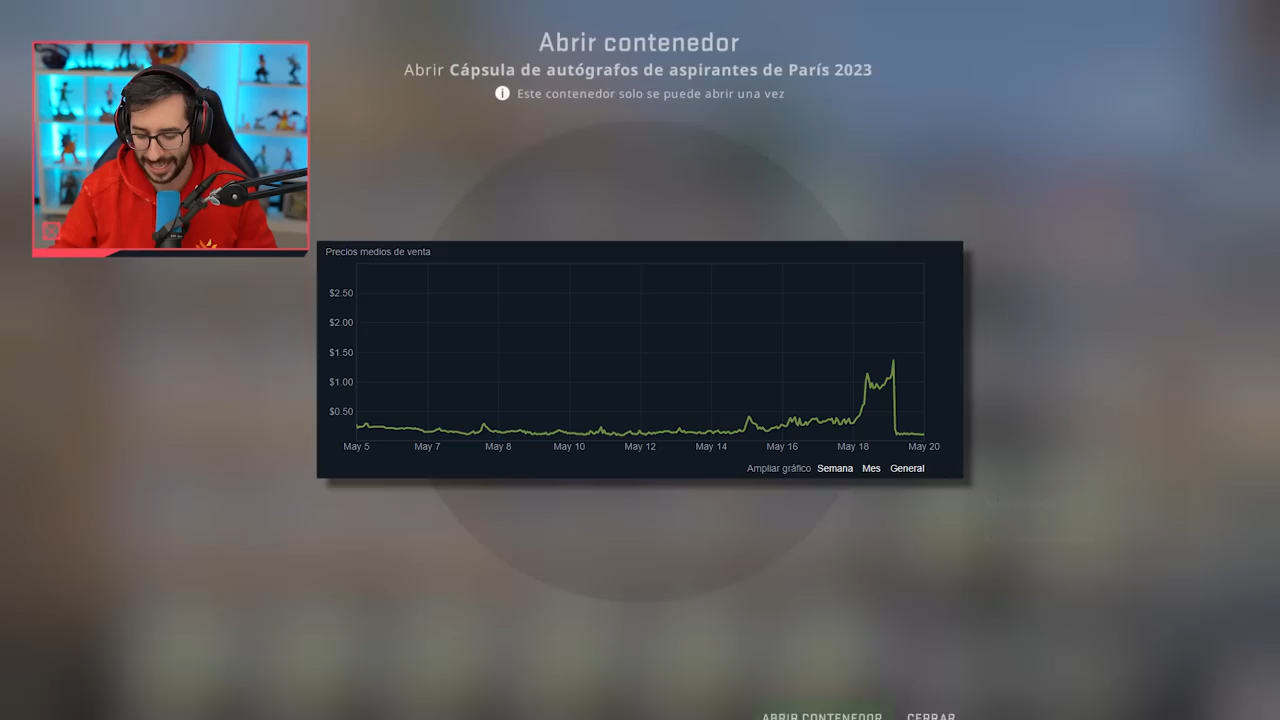 Abrir contenedor
Abrir Cápsula de autógrafos de aspirantes de París 2023
Este contenedor solo se puede abrir una vez
Precios medios de venta
$2.50
$2.00
$1.50
$1.00
$0.50
May 5 May 7 May 8 May 10 May 12 May 14 May 16 May 18 May 20
Ampliar gráfico Semana Mes General
ABRIR CONTENEDOR CERRAR